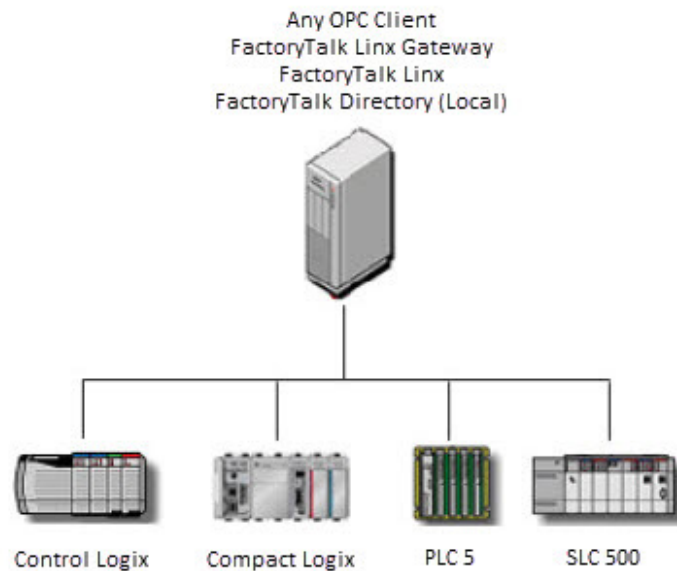 Any OPC Client
FactoryTalk Linx Gateway
FactoryTalk Linx
FactoryTalk Directory (Local)
Control Logix
Compact Logix
PLC 5
SLC 500